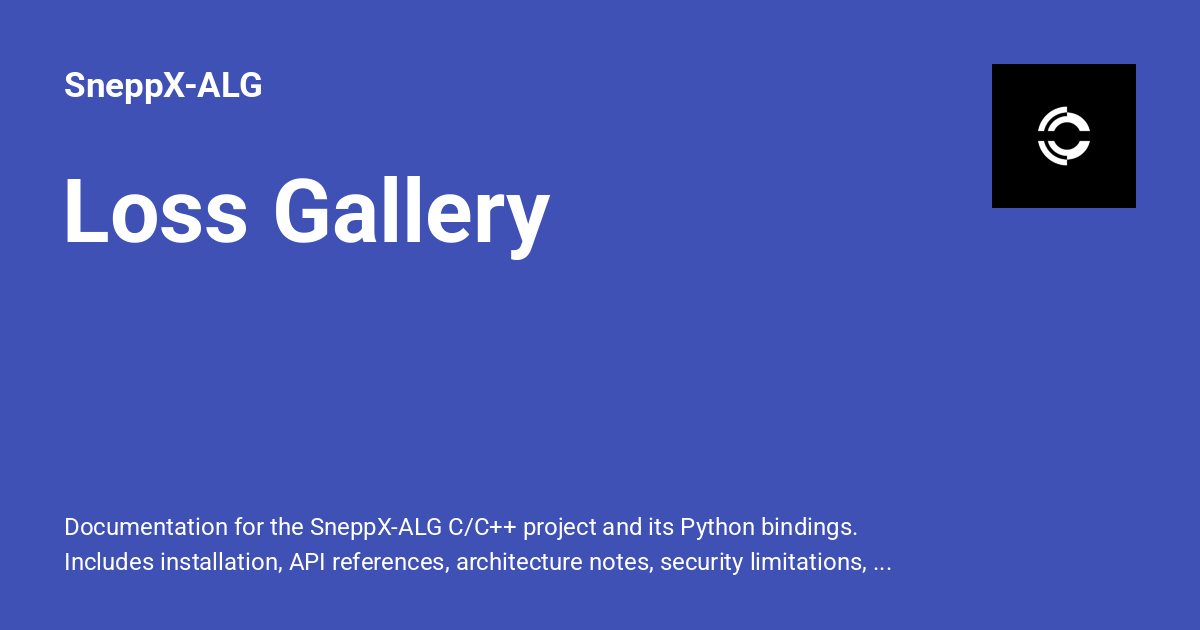 SneppX-ALG
Loss Gallery
Documentation for the SneppX-ALG C/C++ project and its Python bindings.
Includes installation, API references, architecture notes, security limitations, ...